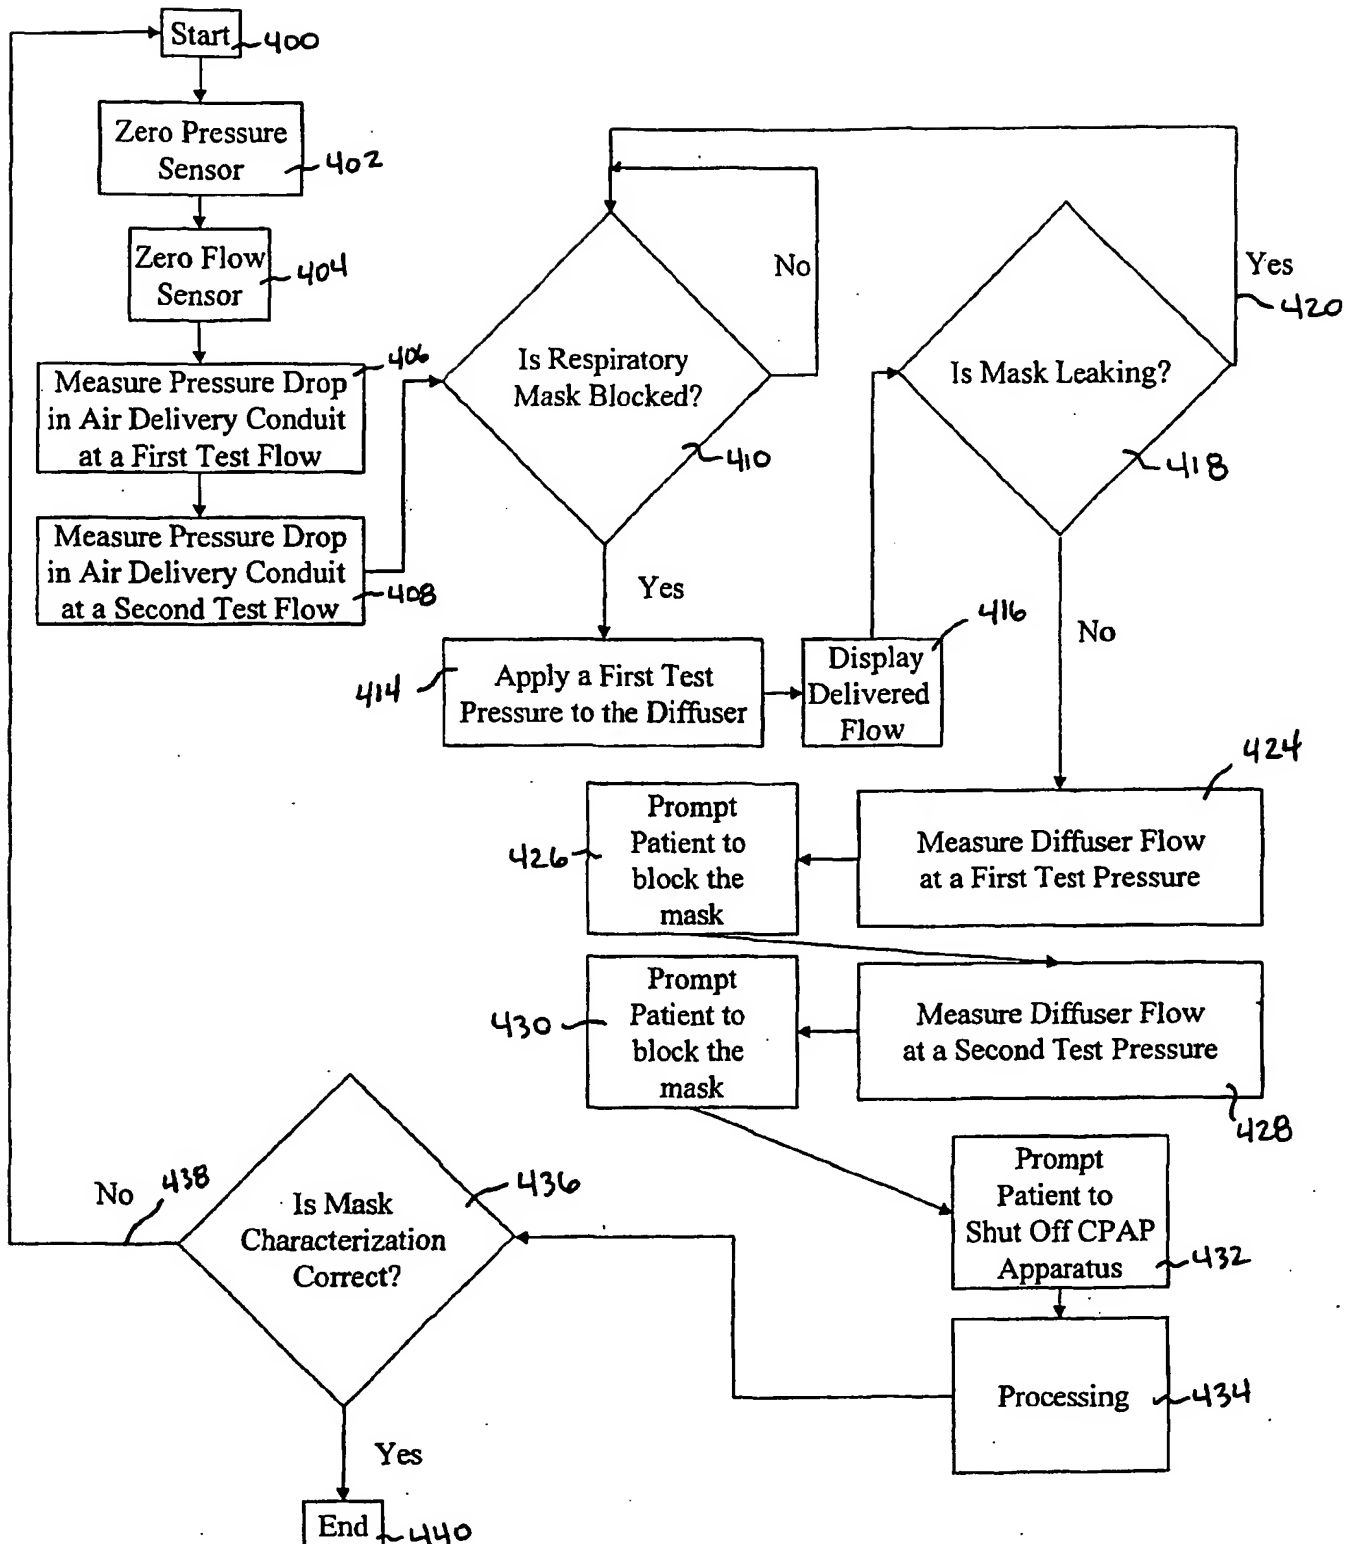 Start
400
Zero Pressure
Sensor
402
Zero Flow
Sensor
404
406
Measure Pressure Drop
in Air Delivery Conduit
at a First Test Flow
Measure Pressure Drop
in Air Delivery Conduit
at a Second Test Flow
408
Is Respiratory
Mask Blocked?
410
No
Yes
Is Mask Leaking?
418
Yes
420
No
414
Apply a First Test
Pressure to the Diffuser
416
Display
Delivered
Flow
424
Measure Diffuser Flow
at a First Test Pressure
426
Prompt
Patient to
block the
mask
Measure Diffuser Flow
at a Second Test Pressure
428
430
Prompt
Patient to
block the
mask
Prompt
Patient to
Shut Off CPAP
Apparatus
432
Processing
434
Is Mask
Characterization
Correct?
436
No
438
Yes
End
440